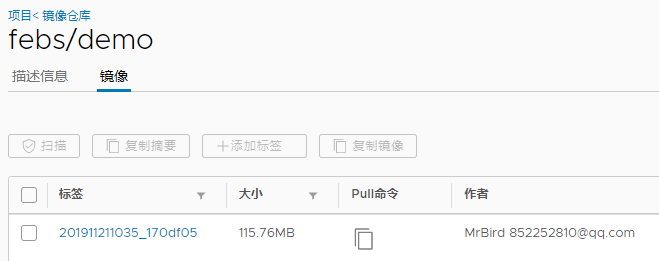 项目< 镜像仓库
febs/demo
描述信息 镜像
扫描 复制摘要 +添加标签 复制镜像
标签 大小 Pull命令 作者
201911211035_170df05 115.76MB MrBird 852252810@qq.com